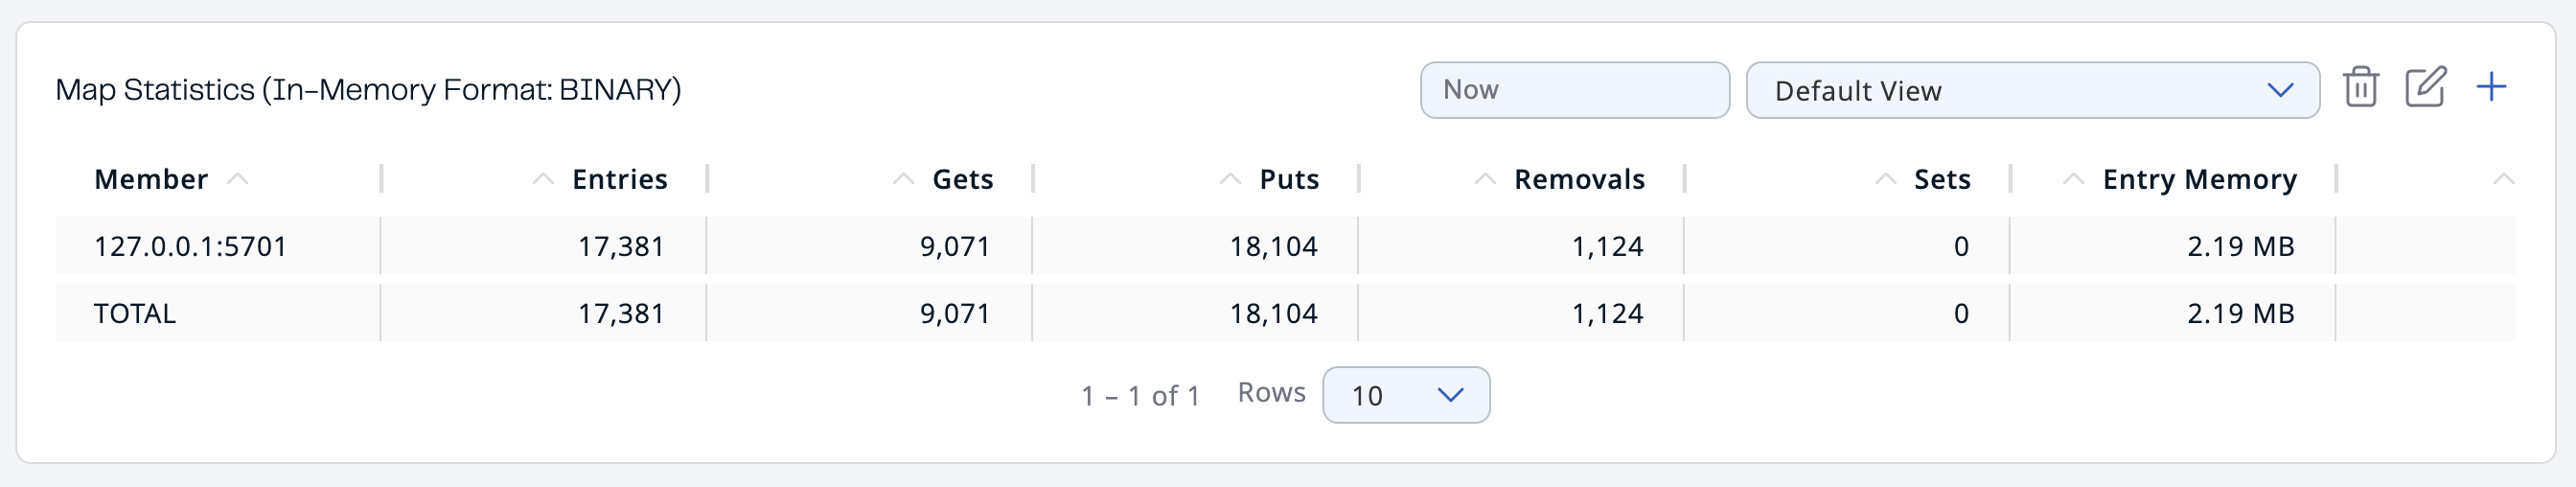 Map Statistics (In-Memory Format: BINARY) Now Default View
Member Entries Gets Puts Removals Sets Entry Memory
127.0.0.1:5701 17,381 9,071 18,104 1,124 0 2.19 MB
TOTAL 17,381 9,071 18,104 1,124 0 2.19 MB
1 – 1 of 1 Rows 10